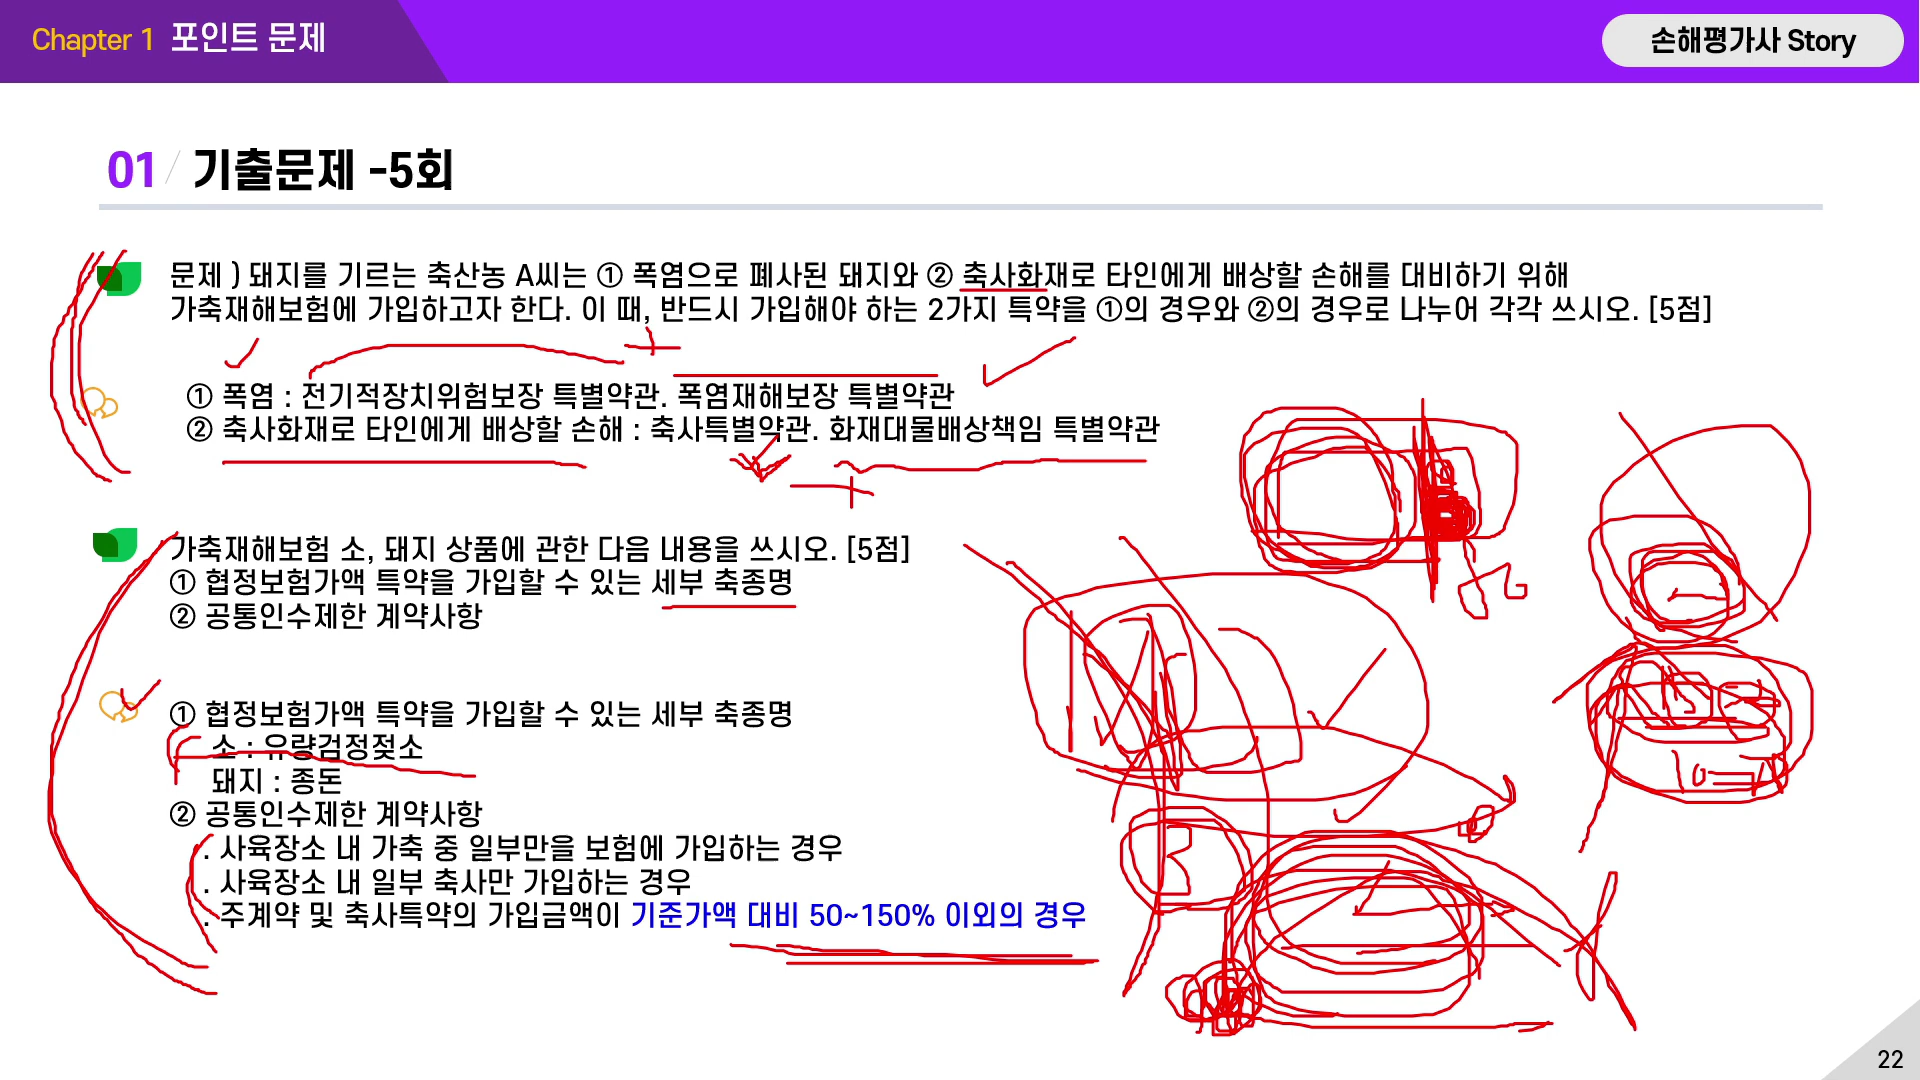 Chapter 1 포인트 문제
손해평가사 Story
01 / 기출문제 -5회
문제 ) 돼지를 기르는 축산농 A씨는 ① 폭염으로 폐사된 돼지와 ② 축사화재로 타인에게 배상할 손해를 대비하기 위해
가축재해보험에 가입하고자 한다. 이 때, 반드시 가입해야 하는 2가지 특약을 ①의 경우와 ②의 경우로 나누어 각각 쓰시오. [5점]
① 폭염 : 전기적장치위험보장 특별약관. 폭염재해보장 특별약관
② 축사화재로 타인에게 배상할 손해 : 축사특별약관. 화재대물배상책임 특별약관
가축재해보험 소, 돼지 상품에 관한 다음 내용을 쓰시오. [5점]
① 협정보험가액 특약을 가입할 수 있는 세부 축종명
② 공통인수제한 계약사항
① 협정보험가액 특약을 가입할 수 있는 세부 축종명
소 : 유량검정젖소
돼지 : 종돈
② 공통인수제한 계약사항
. 사육장소 내 가축 중 일부만을 보험에 가입하는 경우
. 사육장소 내 일부 축사만 가입하는 경우
. 주계약 및 축사특약의 가입금액이 기준가액 대비 50~150% 이외의 경우
22